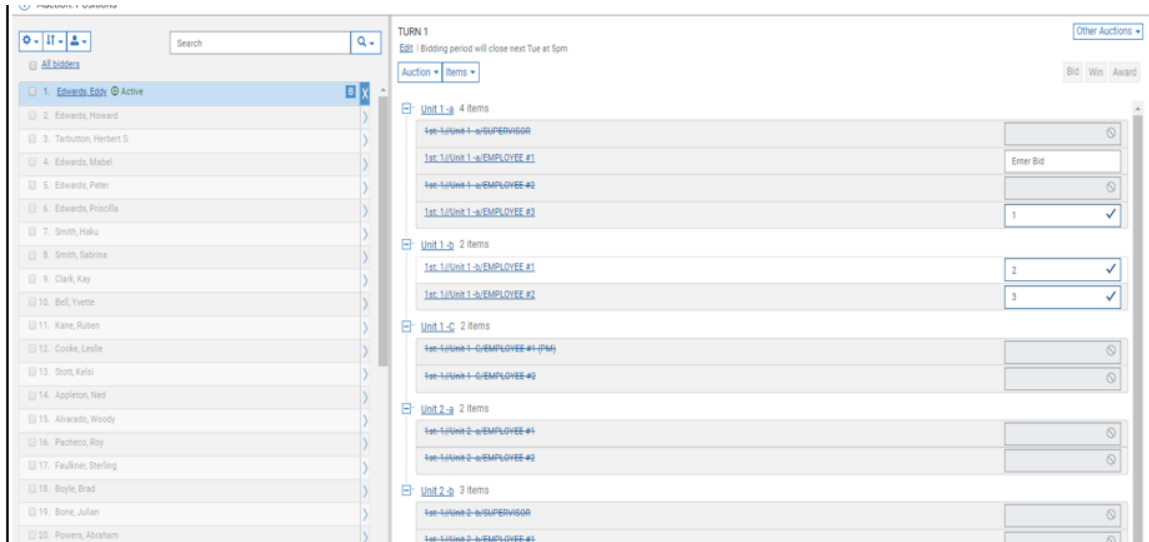 Auction: Positions
Search
All bidders
1. Edwards, Eddy Active B X
2. Edwards, Howard
3. Tarbutton, Herbert S.
4. Edwards, Mabel
5. Edwards, Peter
6. Edwards, Priscilla
7. Smith, Haku
8. Smith, Sabrina
9. Clark, Kay
10. Bell, Yvette
11. Kane, Ruben
12. Cooke, Leslie
13. Stott, Kelsi
14. Appleton, Ned
15. Alvarado, Woody
16. Pacheco, Roy
17. Faulkner, Sterling
18. Boyle, Brad
19. Bone, Julian
20. Powers, Abraham
TURN 1
Other Auctions
Edit | Bidding period will close next Tue at 5pm
Auction Items
Bid Win Award
Unit 1 -a 4 items
1st: 1//Unit 1 -a/SUPERVISOR
1st: 1//Unit 1 -a/EMPLOYEE #1 Enter Bid
1st: 1//Unit 1 -a/EMPLOYEE #2
1st: 1//Unit 1 -a/EMPLOYEE #3 1
Unit 1 -b 2 items
1st: 1//Unit 1 -b/EMPLOYEE #1 2
1st: 1//Unit 1 -b/EMPLOYEE #2 3
Unit 1 -C 2 items
1st: 1//Unit 1 -C/EMPLOYEE #1 (PM)
1st: 1//Unit 1 -C/EMPLOYEE #2
Unit 2 -a 2 items
1st: 1//Unit 2 -a/EMPLOYEE #1
1st: 1//Unit 2 -a/EMPLOYEE #2
Unit 2 -b 3 items
1st: 1//Unit 2 -b/SUPERVISOR
1st: 1//Unit 2 -b/EMPLOYEE #1